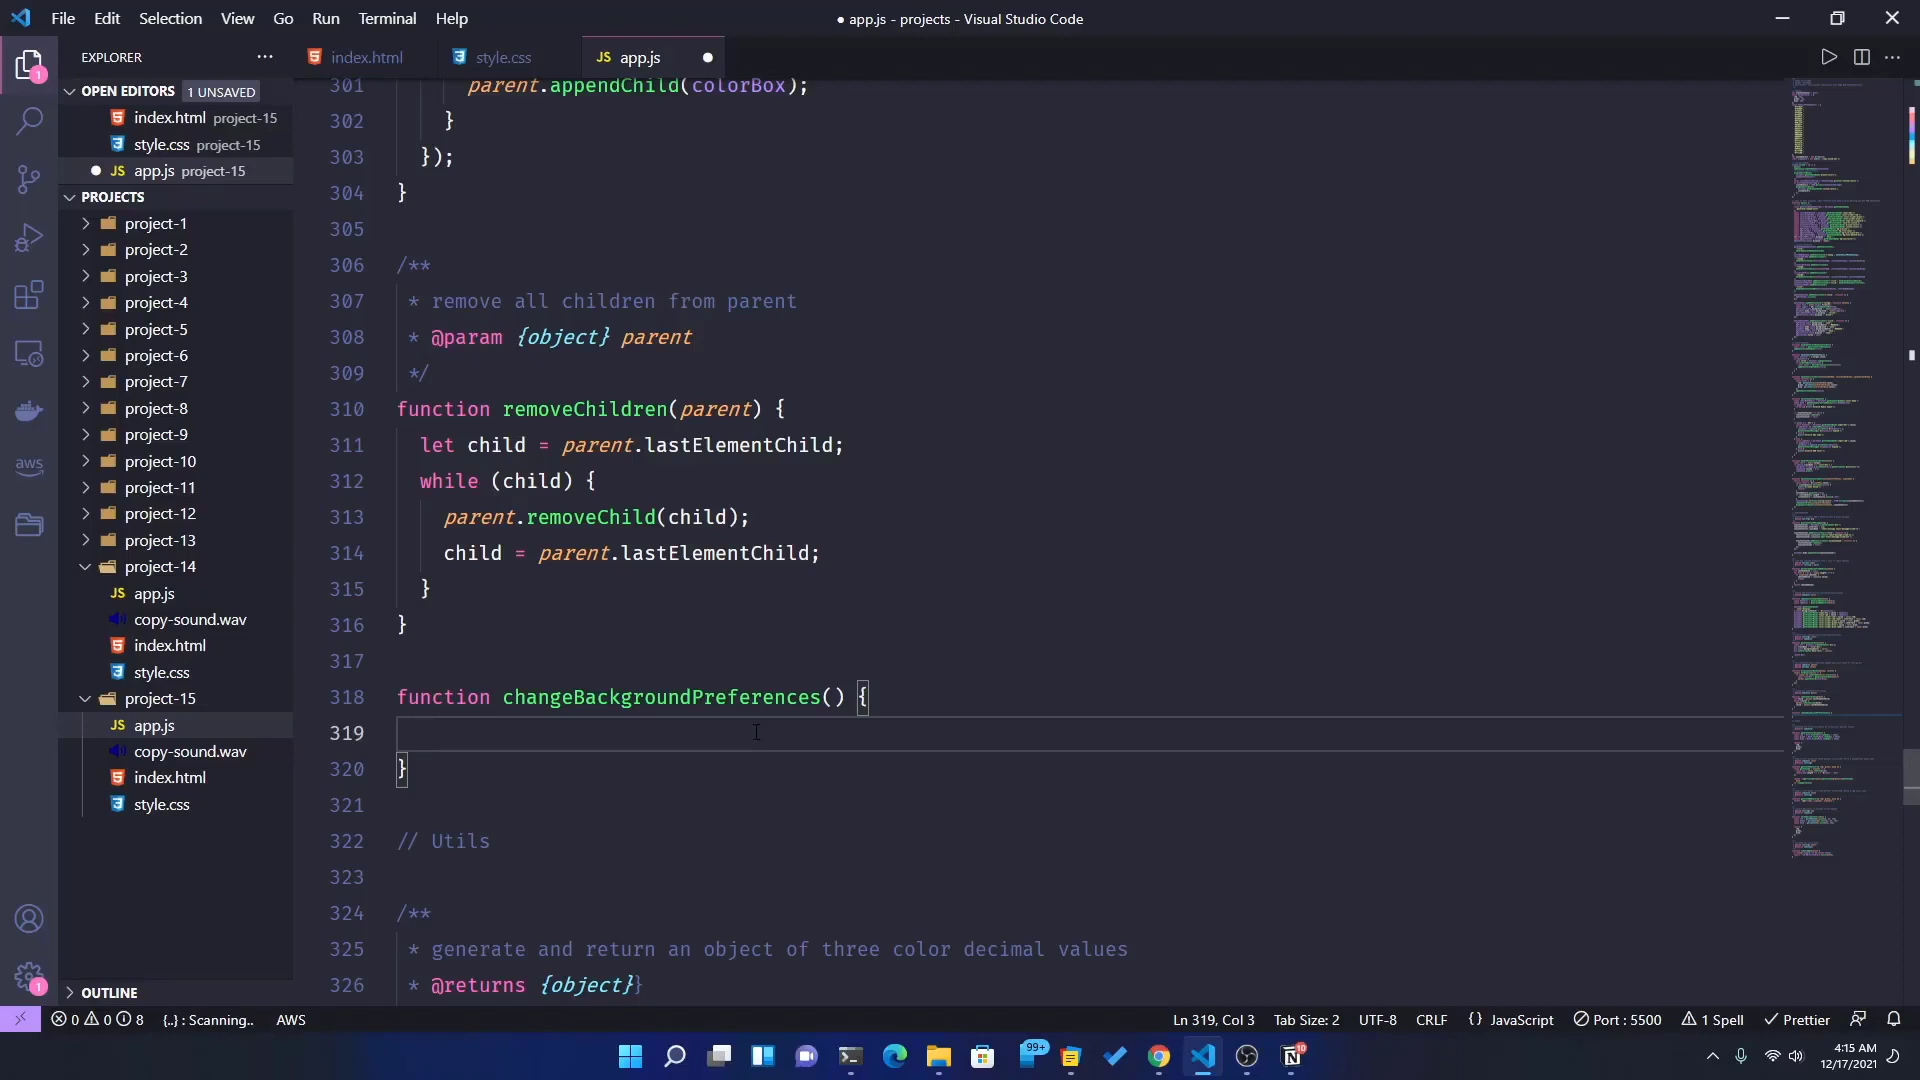 File Edit Selection View Go Run Terminal Help
● app.js - projects - Visual Studio Code
EXPLORER
index.html
style.css
JS app.js
OPEN EDITORS 1 UNSAVED
index.html project-15
style.css project-15
JS app.js project-15
PROJECTS
project-1
project-2
project-3
project-4
project-5
project-6
project-7
project-8
project-9
project-10
project-11
project-12
project-13
project-14
JS app.js
copy-sound.wav
index.html
style.css
project-15
JS app.js
copy-sound.wav
index.html
style.css
OUTLINE
aws
1
1
301 parent.appendChild(colorBox);
302 }
303 });
304 }
305
306 /**
307 * remove all children from parent
308 * @param {object} parent
309 */
310 function removeChildren(parent) {
311 let child = parent.lastElementChild;
312 while (child) {
313 parent.removeChild(child);
314 child = parent.lastElementChild;
315 }
316 }
317
318 function changeBackgroundPreferences() {
319
320 }
321
322 // Utils
323
324 /**
325 * generate and return an object of three color decimal values
326 * @returns {object}}
0 0 8 {..} : Scanning.. AWS
Ln 319, Col 3 Tab Size: 2 UTF-8 CRLF {} JavaScript Port : 5500 1 Spell Prettier
99+
10
4:15 AM
12/17/2021